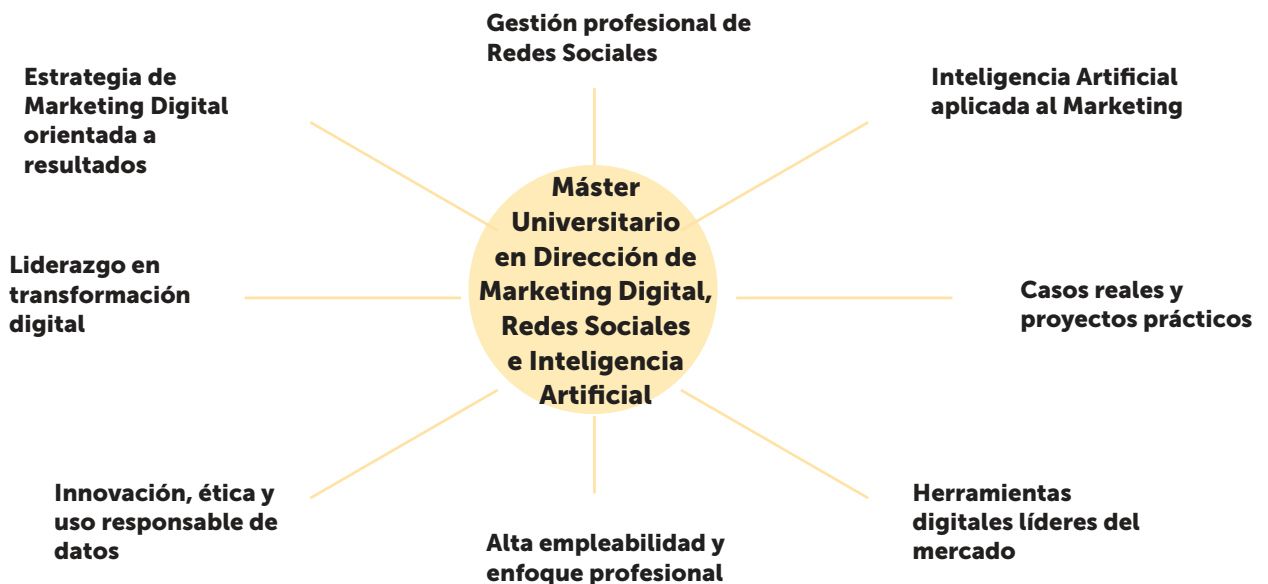 Gestión profesional de
Redes Sociales
Estrategia de
Marketing Digital
orientada a
resultados
Inteligencia Artificial
aplicada al Marketing
Máster
Universitario
en Dirección de
Marketing Digital,
Redes Sociales
e Inteligencia
Artificial
Liderazgo en
transformación
digital
Casos reales y
proyectos prácticos
Innovación, ética y
uso responsable de
datos
Alta empleabilidad y
enfoque profesional
Herramientas
digitales líderes del
mercado